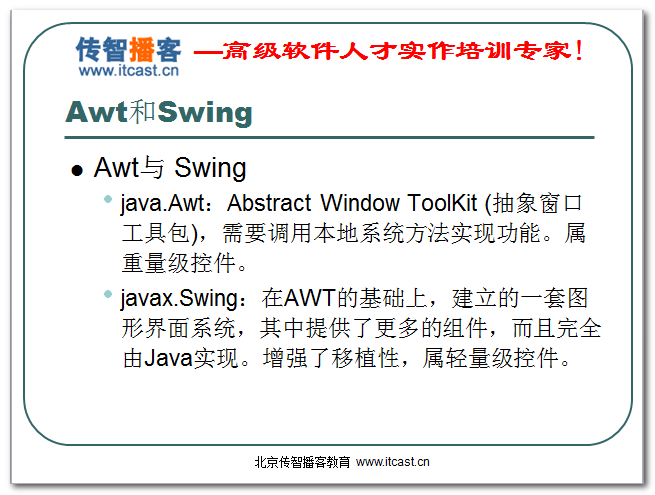 传智播客 —高级软件人才实作培训专家!
www.itcast.cn
Awt和Swing
● Awt与 Swing
• java.Awt：Abstract Window ToolKit (抽象窗口
工具包)，需要调用本地系统方法实现功能。属
重量级控件。
• javax.Swing：在AWT的基础上，建立的一套图
形界面系统，其中提供了更多的组件，而且完全
由Java实现。增强了移植性，属轻量级控件。
北京传智播客教育 www.itcast.cn